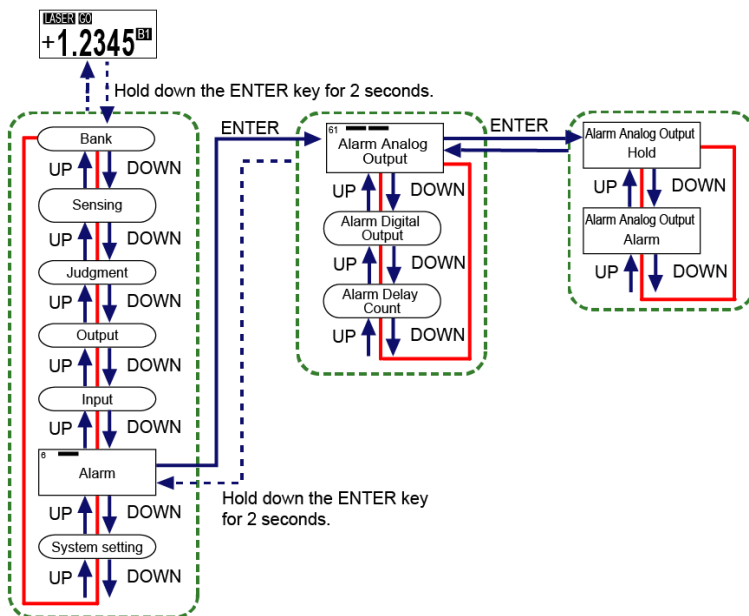 LASER GO
+1.2345 B1
Hold down the ENTER key for 2 seconds.
Bank
UP DOWN
Sensing
UP DOWN
Judgment
UP DOWN
Output
UP DOWN
Input
UP DOWN
6
Alarm
UP DOWN
System setting
UP DOWN
ENTER
61
Alarm Analog
Output
UP DOWN
Alarm Digital
Output
UP DOWN
Alarm Delay
Count
UP DOWN
Hold down the ENTER key
for 2 seconds.
ENTER
Alarm Analog Output
Hold
UP DOWN
Alarm Analog Output
Alarm
UP DOWN